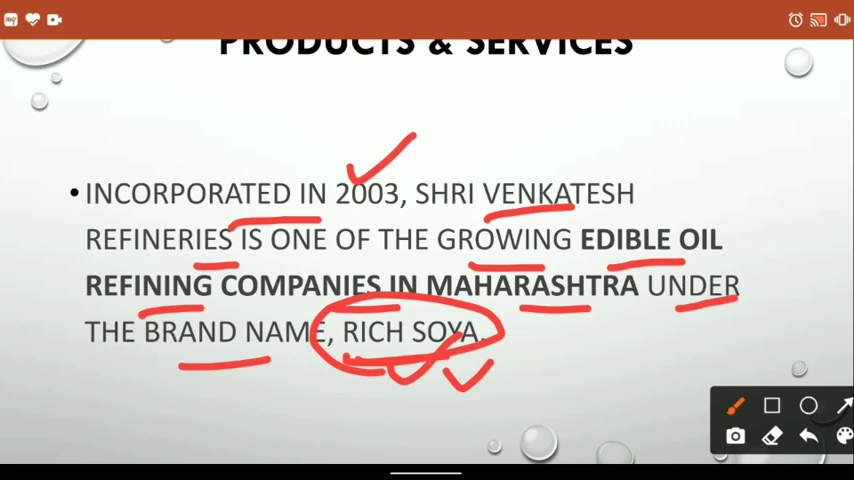 PRODUCTS & SERVICES
• INCORPORATED IN 2003, SHRI VENKATESH
REFINERIES IS ONE OF THE GROWING EDIBLE OIL
REFINING COMPANIES IN MAHARASHTRA UNDER
THE BRAND NAME, RICH SOYA.